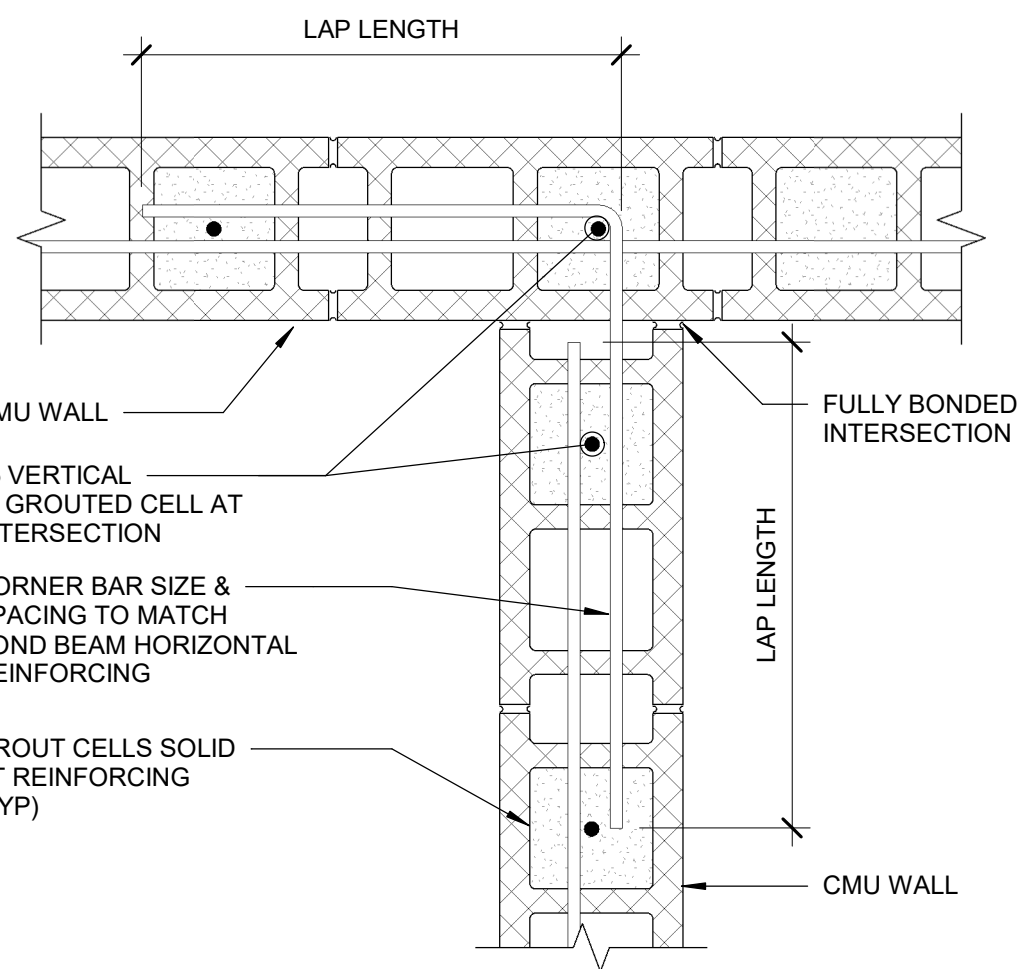 LAP LENGTH
MU WALL
VERTICAL
GROUTED CELL AT
TERSECTION
ORNER BAR SIZE &
PACING TO MATCH
OND BEAM HORIZONTAL
EINFORCING
ROUT CELLS SOLID
T REINFORCING
YP)
FULLY BONDED
INTERSECTION
LAP LENGTH
CMU WALL